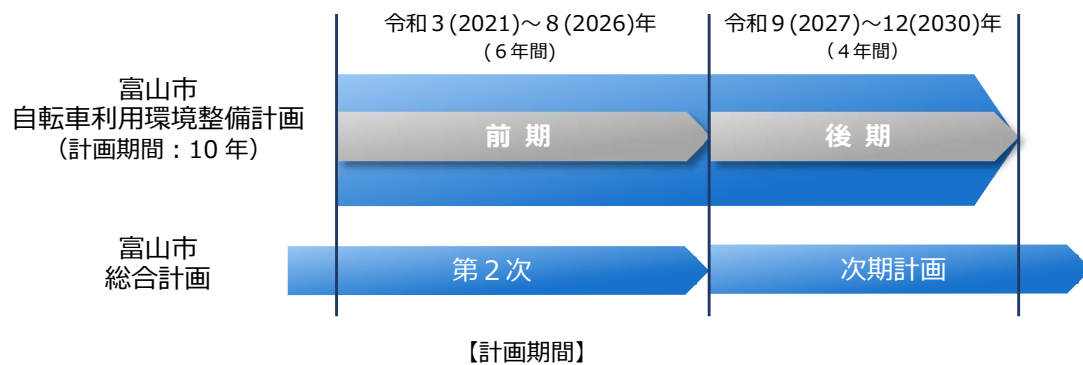 令和３(2021)～８(2026)年
(６年間)
令和９(2027)～12(2030)年
（４年間）
富山市
自転車利用環境整備計画
（計画期間：10 年）
前 期
後 期
富山市
総合計画
第２次
次期計画
【計画期間】